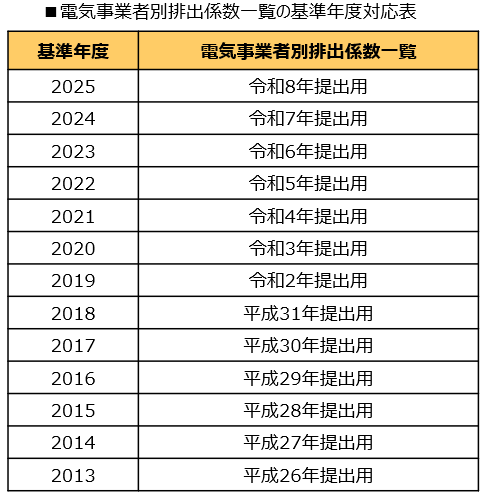 ■電気事業者別排出係数一覧の基準年度対応表
基準年度 電気事業者別排出係数一覧
2025 令和8年提出用
2024 令和7年提出用
2023 令和6年提出用
2022 令和5年提出用
2021 令和4年提出用
2020 令和3年提出用
2019 令和2年提出用
2018 平成31年提出用
2017 平成30年提出用
2016 平成29年提出用
2015 平成28年提出用
2014 平成27年提出用
2013 平成26年提出用